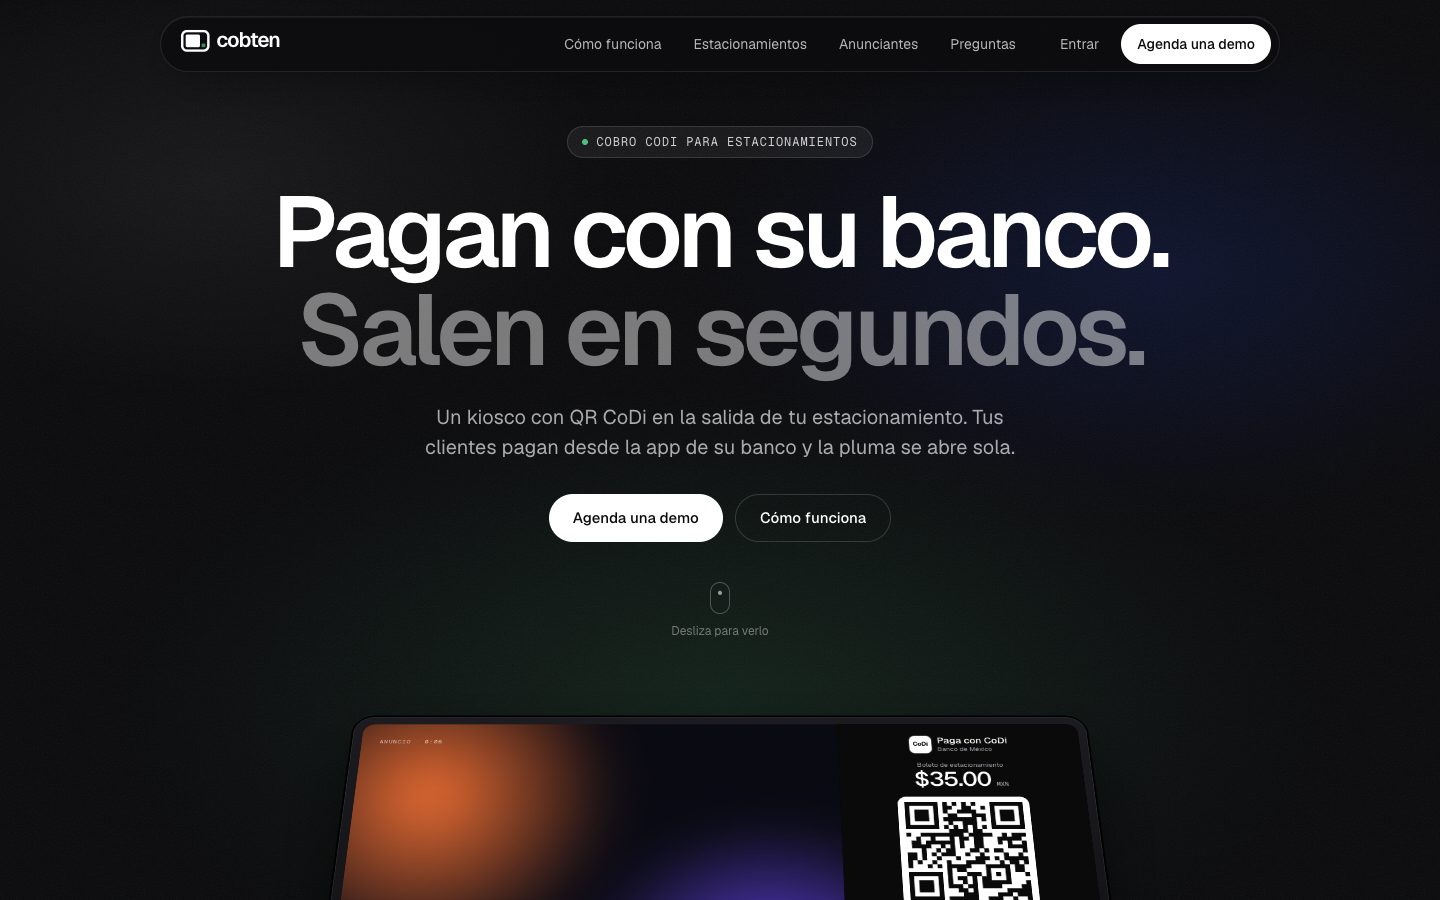 cobten
Cómo funciona
Estacionamientos
Anunciantes
Preguntas
Entrar
Agenda una demo
COBRO CODI PARA ESTACIONAMIENTOS
Pagan con su banco.
Salen en segundos.
Un kiosco con QR CoDi en la salida de tu estacionamiento. Tus
clientes pagan desde la app de su banco y la pluma se abre sola.
Agenda una demo
Cómo funciona
Desliza para verlo
ANUNCIO 0:08
CoDi
Paga con CoDi
Banco de México
Boleto de estacionamiento
$35.00 MXN